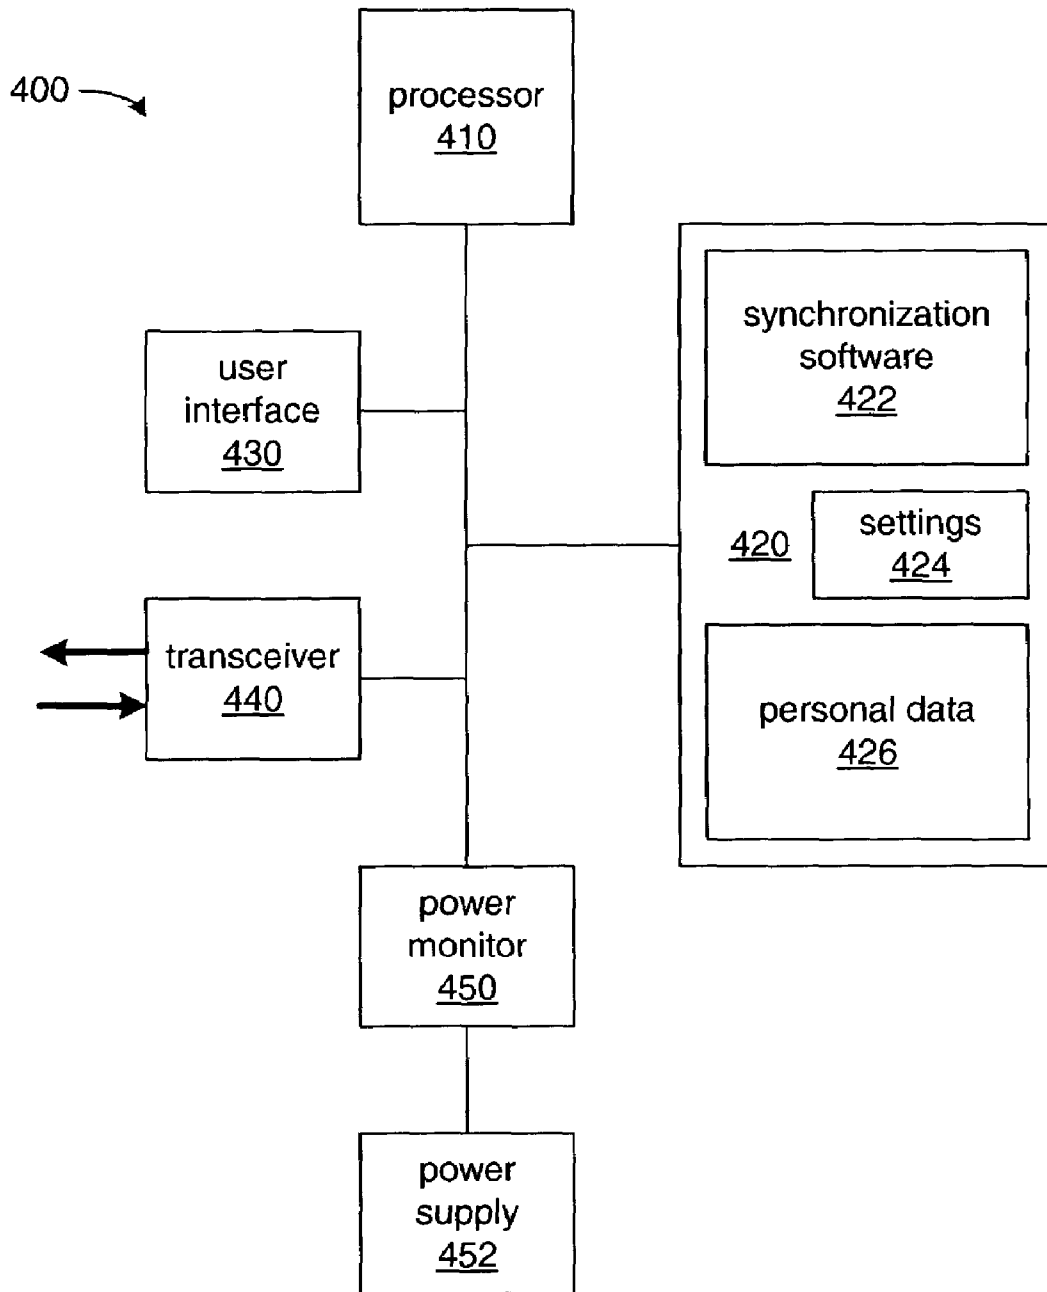 400
processor
410
user
interface
430
synchronization
software
422
420
settings
424
transceiver
440
personal data
426
power
monitor
450
power
supply
452